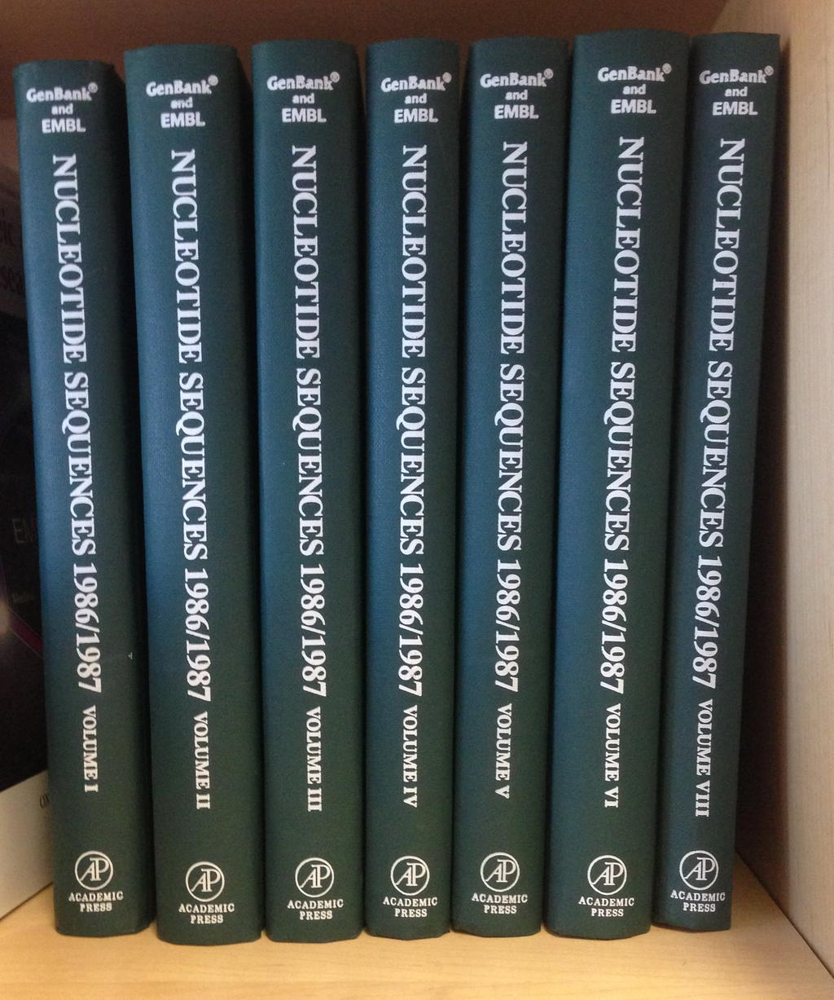 GenBank®
and
EMBL
NUCLEOTIDE SEQUENCES 1986/1987 VOLUME I
AP
ACADEMIC
PRESS
GenBank®
and
EMBL
NUCLEOTIDE SEQUENCES 1986/1987 VOLUME II
AP
ACADEMIC
PRESS
GenBank®
and
EMBL
NUCLEOTIDE SEQUENCES 1986/1987 VOLUME III
AP
ACADEMIC
PRESS
GenBank®
and
EMBL
NUCLEOTIDE SEQUENCES 1986/1987 VOLUME IV
AP
ACADEMIC
PRESS
GenBank®
and
EMBL
NUCLEOTIDE SEQUENCES 1986/1987 VOLUME V
AP
ACADEMIC
PRESS
GenBank®
and
EMBL
NUCLEOTIDE SEQUENCES 1986/1987 VOLUME VI
AP
ACADEMIC
PRESS
GenBank®
and
EMBL
NUCLEOTIDE SEQUENCES 1986/1987 VOLUME VIII
AP
ACADEMIC
PRESS